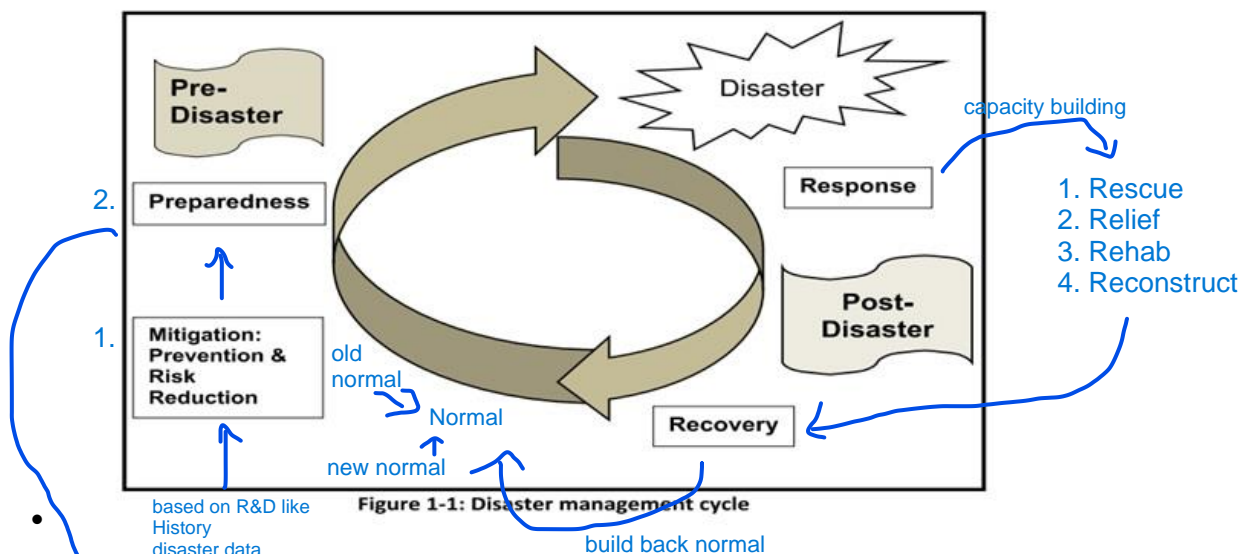 Pre-
Disaster
Disaster
capacity building
2.
Preparedness
Response
1. Rescue
2. Relief
3. Rehab
4. Reconstruct
Post-
Disaster
1.
Mitigation:
Prevention &
Risk
Reduction
old
normal
Normal
Recovery
new normal
Figure 1-1: Disaster management cycle
based on R&D like
History
disaster data
build back normal